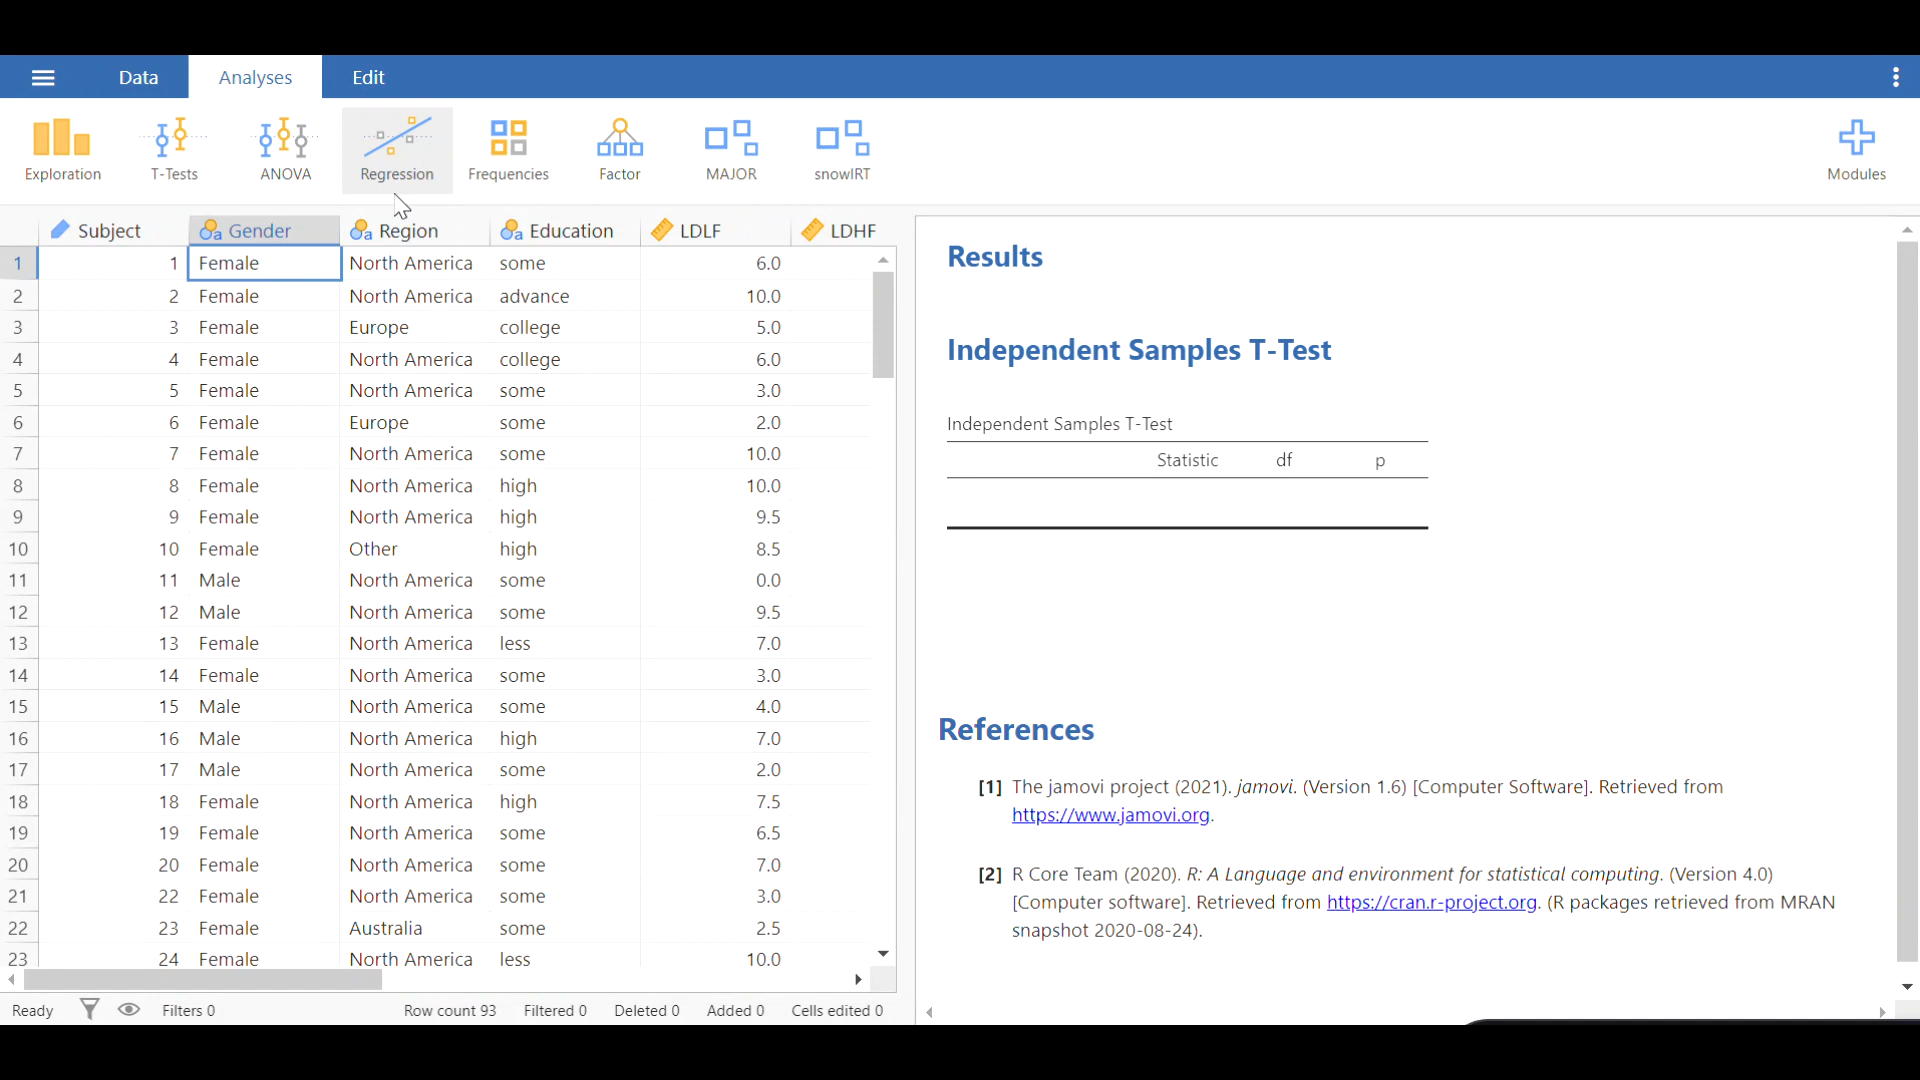 Data Analyses Edit
Exploration T-Tests ANOVA Regression Frequencies Factor MAJOR snowIRT Modules
Subject Gender Region Education LDLF LDHF
1 1 Female North America some 6.0
2 2 Female North America advance 10.0
3 3 Female Europe college 5.0
4 4 Female North America college 6.0
5 5 Female North America some 3.0
6 6 Female Europe some 2.0
7 7 Female North America some 10.0
8 8 Female North America high 10.0
9 9 Female North America high 9.5
10 10 Female Other high 8.5
11 11 Male North America some 0.0
12 12 Male North America some 9.5
13 13 Female North America less 7.0
14 14 Female North America some 3.0
15 15 Male North America some 4.0
16 16 Male North America high 7.0
17 17 Male North America some 2.0
18 18 Female North America high 7.5
19 19 Female North America some 6.5
20 20 Female North America some 7.0
21 22 Female North America some 3.0
22 23 Female Australia some 2.5
23 24 Female North America less 10.0
Ready Filters 0 Row count 93 Filtered 0 Deleted 0 Added 0 Cells edited 0
Results
Independent Samples T-Test
Independent Samples T-Test
Statistic df p
References
[1] The jamovi project (2021). jamovi. (Version 1.6) [Computer Software]. Retrieved from
https://www.jamovi.org.
[2] R Core Team (2020). R: A Language and environment for statistical computing. (Version 4.0)
[Computer software]. Retrieved from https://cran.r-project.org. (R packages retrieved from MRAN
snapshot 2020-08-24).